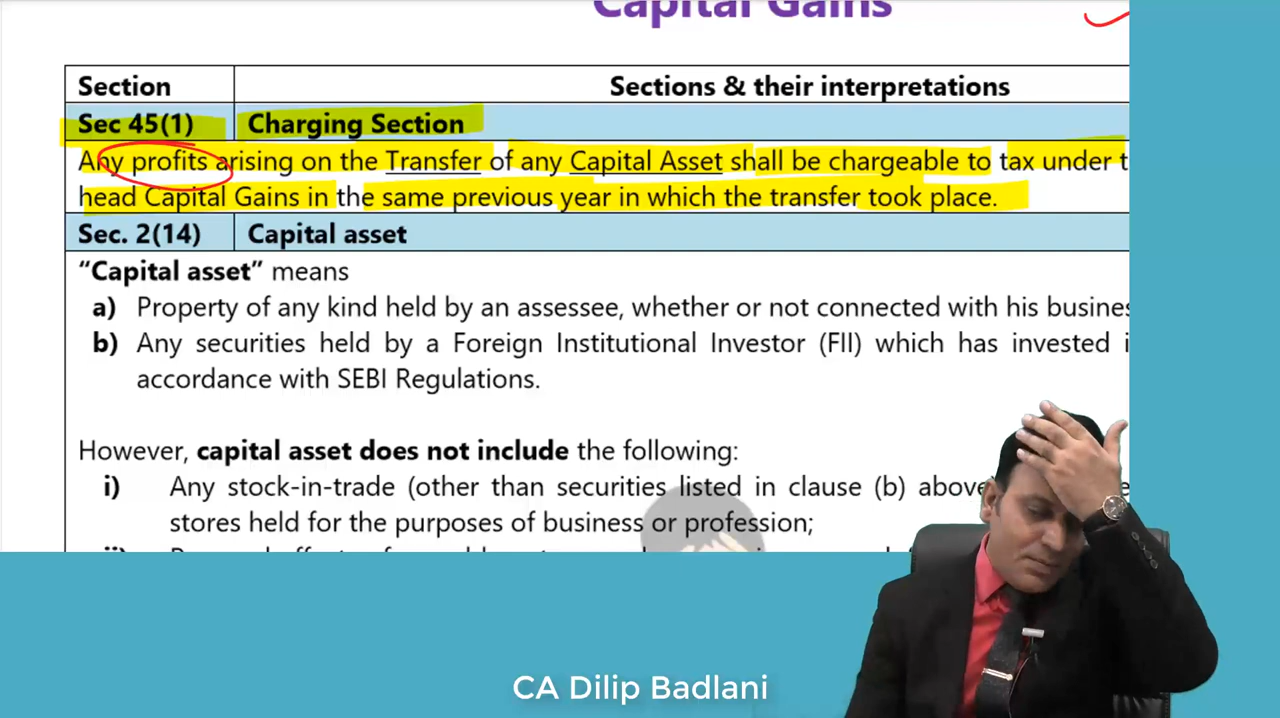 Capital Gains
Section Sections & their interpretations
Sec 45(1) Charging Section
Any profits arising on the Transfer of any Capital Asset shall be chargeable to tax under
head Capital Gains in the same previous year in which the transfer took place.
Sec. 2(14) Capital asset
“Capital asset” means
a) Property of any kind held by an assessee, whether or not connected with his
b) Any securities held by a Foreign Institutional Investor (FII) which has invested
accordance with SEBI Regulations.
However, capital asset does not include the following:
i) Any stock-in-trade (other than securities listed in clause (b) above
stores held for the purposes of business or profession;
CA Dilip Badlani